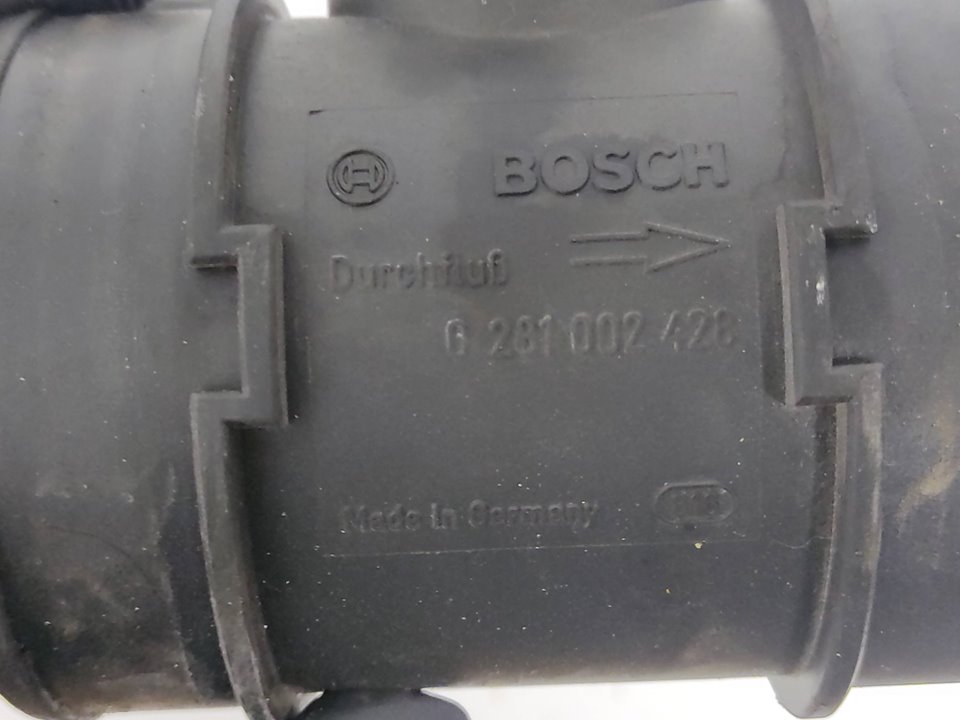 BOSCH
Durchfluß
0 281 002 428
Made in Germany